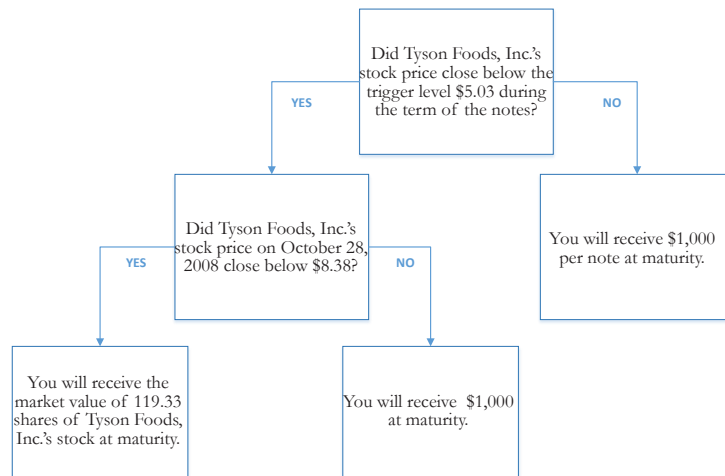 Did Tyson Foods, Inc.'s
stock price close below the
trigger level $5.03 during
the term of the notes?
YES
NO
Did Tyson Foods, Inc.'s
stock price on October 28,
2008 close below $8.38?
You will receive $1,000
per note at maturity.
YES
NO
You will receive the
market value of 119.33
shares of Tyson Foods,
Inc.'s stock at maturity.
You will receive $1,000
at maturity.